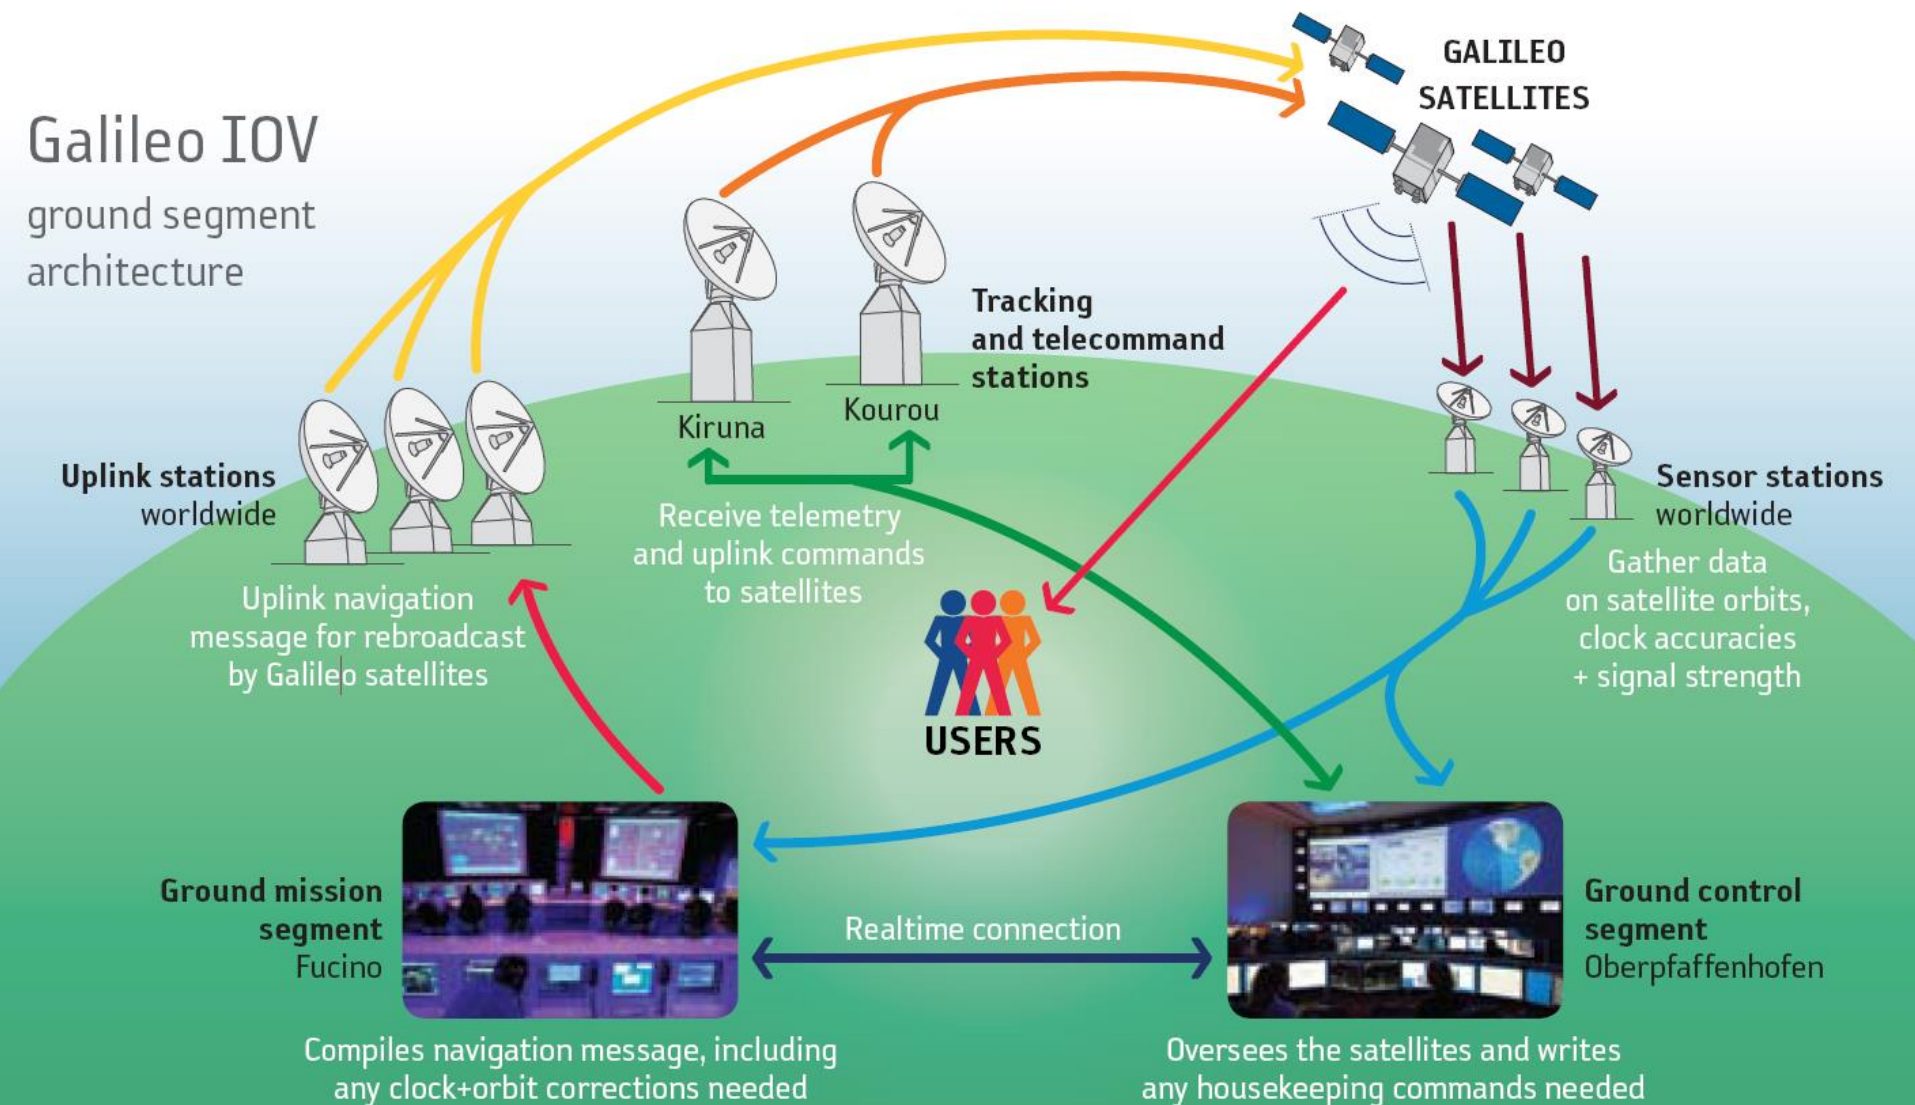 Galileo IOV
ground segment
architecture
GALILEO
SATELLITES
Tracking
and telecommand
stations
Kiruna
Kourou
Receive telemetry
and uplink commands
to satellites
Uplink stations
worldwide
Uplink navigation
message for rebroadcast
by Galileo satellites
Sensor stations
worldwide
Gather data
on satellite orbits,
clock accuracies
+ signal strength
USERS
Ground mission
segment
Fucino
Realtime connection
Ground control
segment
Oberpfaffenhofen
Compiles navigation message, including
any clock+orbit corrections needed
Oversees the satellites and writes
any housekeeping commands needed